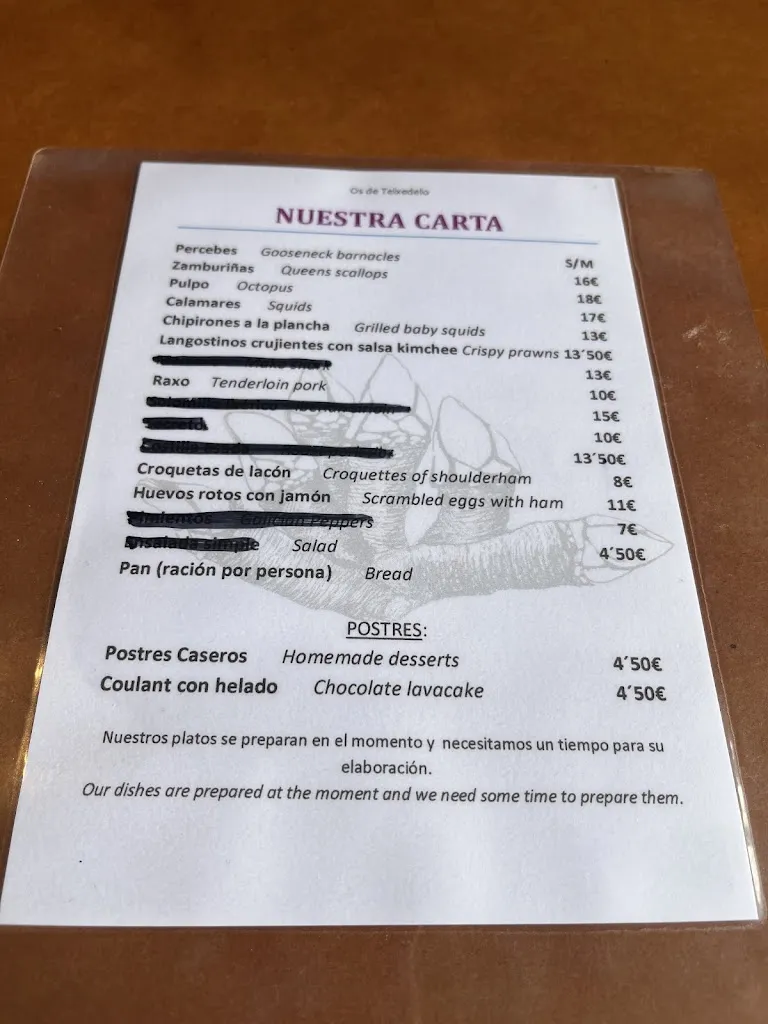 Os de Teixedelo
NUESTRA CARTA
Percebes Gooseneck barnacles S/M
Zamburiñas Queens scallops 16€
Pulpo Octopus 18€
Calamares Squids 17€
Chipirones a la plancha Grilled baby squids 13€
Langostinos crujientes con salsa kimchee Crispy prawns 13´50€
13€
Raxo Tenderloin pork 10€
15€
10€
13´50€
Croquetas de lacón Croquettes of shoulderham 8€
Huevos rotos con jamón Scrambled eggs with ham 11€
Pimientos Galician Peppers 7€
Ensalada simple Salad 4´50€
Pan (ración por persona) Bread
POSTRES:
Postres Caseros Homemade desserts 4´50€
Coulant con helado Chocolate lavacake 4´50€
Nuestros platos se preparan en el momento y necesitamos un tiempo para su
elaboración.
Our dishes are prepared at the moment and we need some time to prepare them.